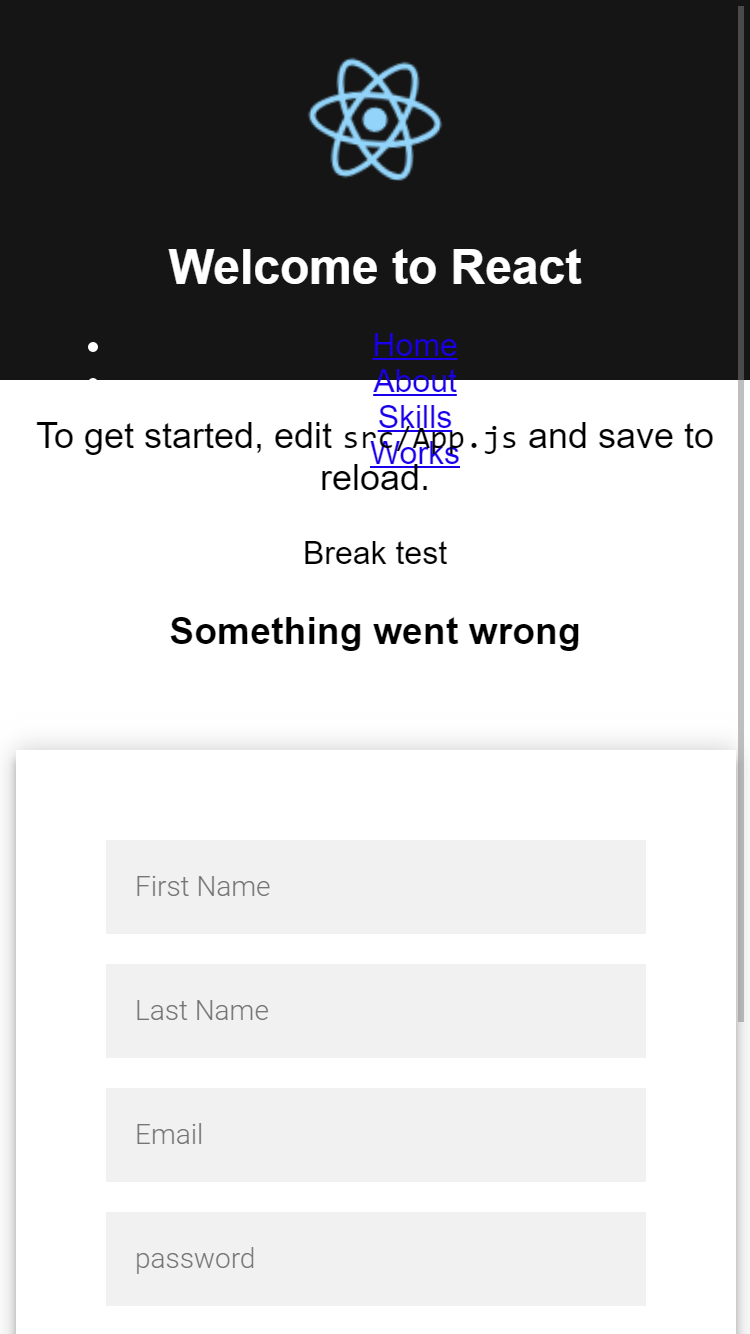 Welcome to React
Home
About
Skills
Works
To get started, edit src/App.js and save to
reload.
Break test
Something went wrong
First Name
Last Name
Email
password